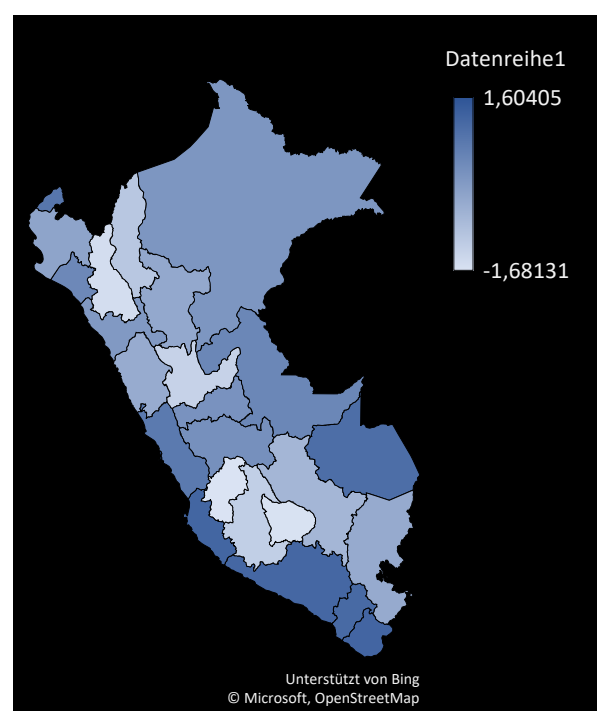 Datenreihe1
1,60405
-1,68131
Unterstützt von Bing
© Microsoft, OpenStreetMap